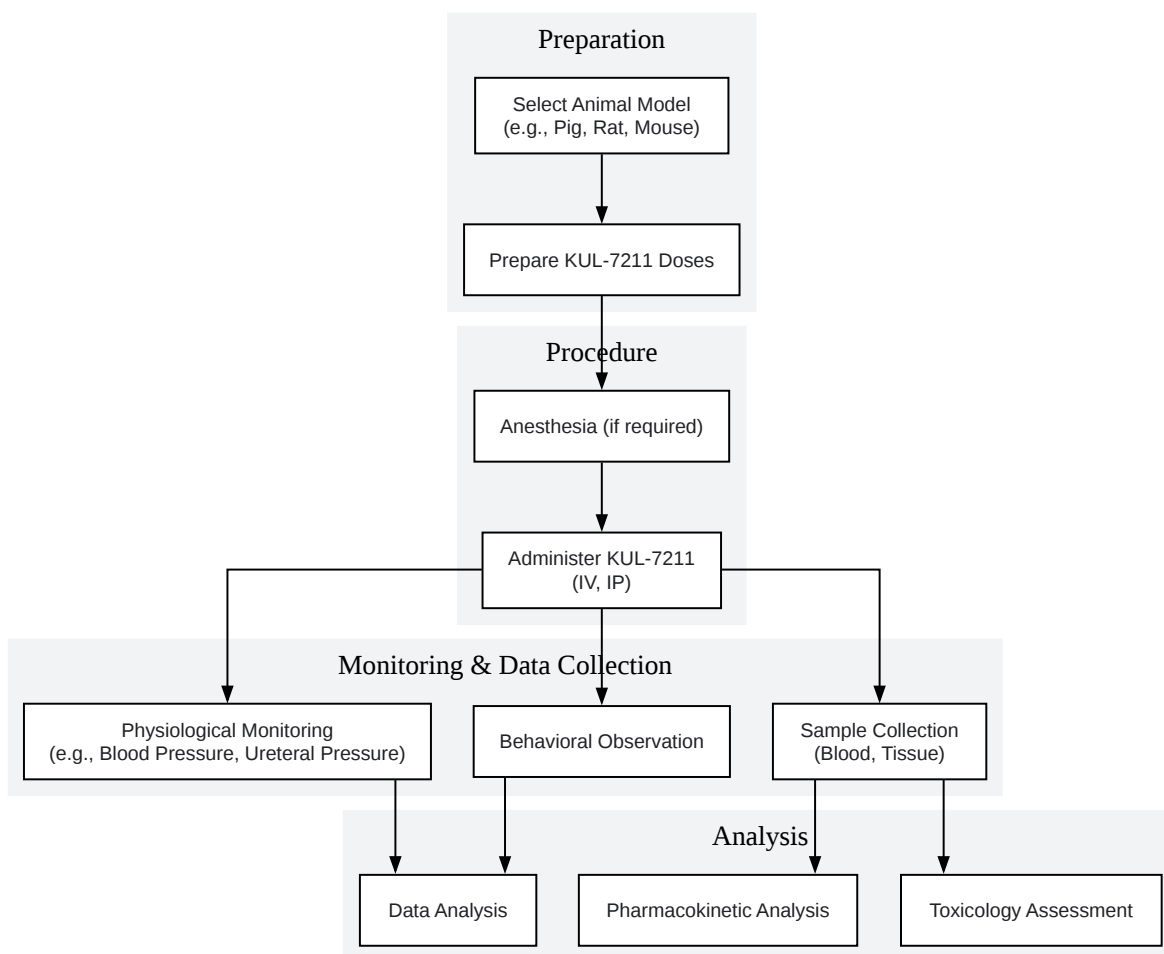 Preparation
Select Animal Model
(e.g., Pig, Rat, Mouse)
Prepare KUL-7211 Doses
Procedure
Anesthesia (if required)
Administer KUL-7211
(IV, IP)
Monitoring & Data Collection
Physiological Monitoring
(e.g., Blood Pressure, Ureteral Pressure)
Behavioral Observation
Sample Collection
(Blood, Tissue)
Analysis
Data Analysis
Pharmacokinetic Analysis
Toxicology Assessment